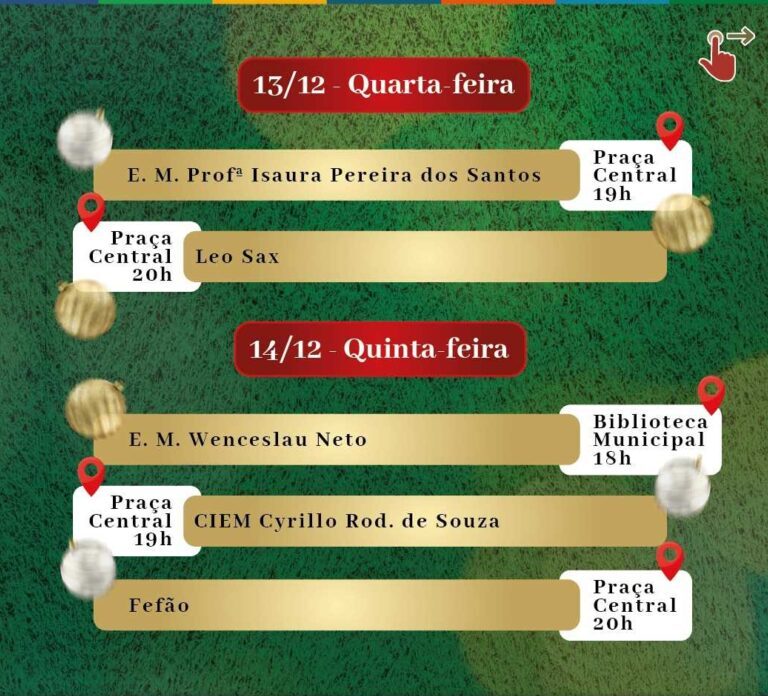 13/12 - Quarta-feira
E. M. Profª Isaura Pereira dos Santos
Praça
Central
19h
Praça
Central
20h
Leo Sax
14/12 - Quinta-feira
E. M. Wenceslau Neto
Biblioteca
Municipal
18h
Praça
Central
19h
CIEM Cyrillo Rod. de Souza
Fefão
Praça
Central
20h